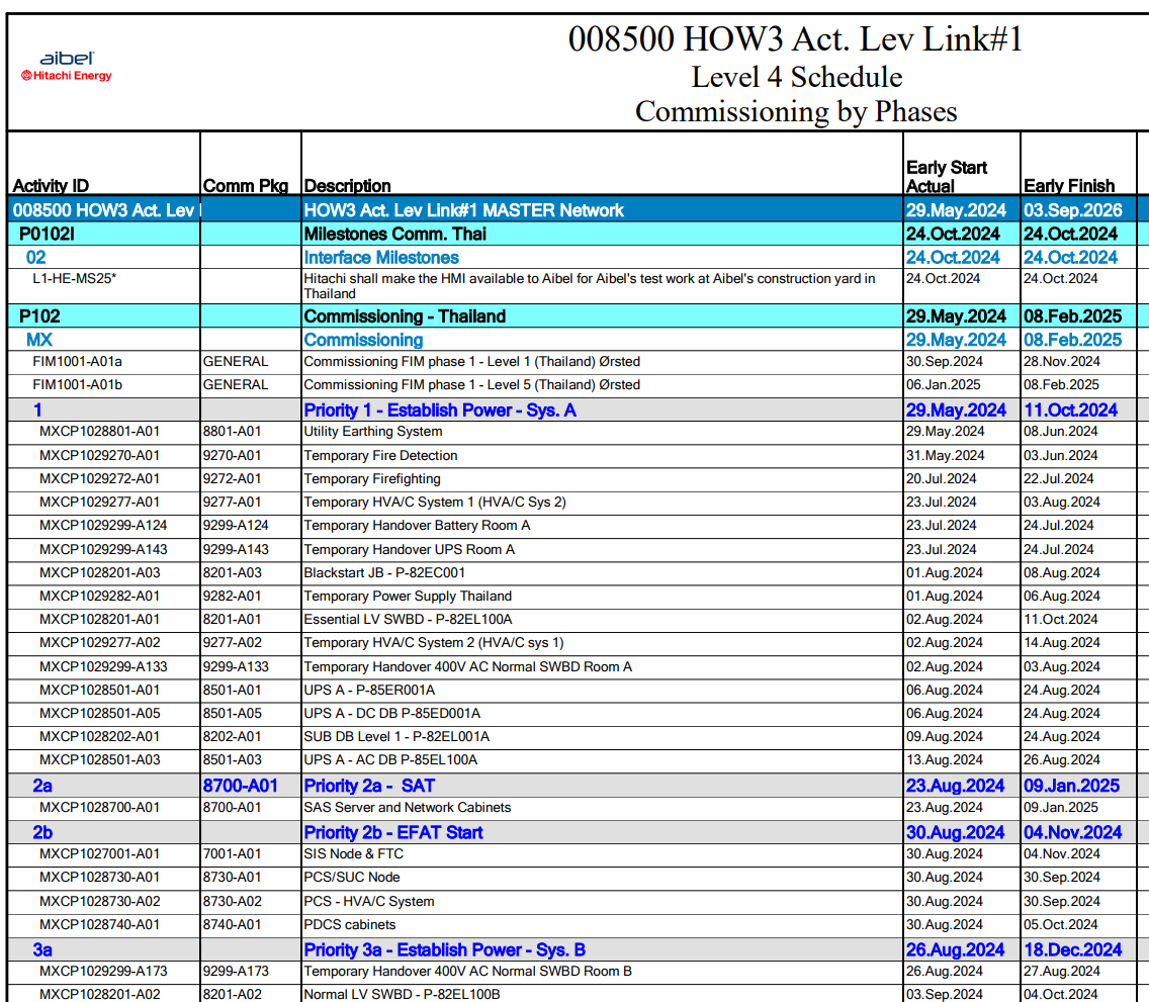 aibel
Hitachi Energy
008500 HOW3 Act. Lev Link#1
Level 4 Schedule
Commissioning by Phases
Activity ID Comm Pkg Description Early Start Actual Early Finish
008500 HOW3 Act. Lev HOW3 Act. Lev Link#1 MASTER Network 29.May.2024 03.Sep.2026
P0102I Milestones Comm. Thai 24.Oct.2024 24.Oct.2024
02 Interface Milestones 24.Oct.2024 24.Oct.2024
L1-HE-MS25* Hitachi shall make the HMI available to Aibel for Aibel's test work at Aibel's construction yard in 24.Oct.2024 24.Oct.2024
Thailand
P102 Commissioning - Thailand 29.May.2024 08.Feb.2025
MX Commissioning 29.May.2024 08.Feb.2025
FIM1001-A01a GENERAL Commissioning FIM phase 1 - Level 1 (Thailand) Ørsted 30.Sep.2024 28.Nov.2024
FIM1001-A01b GENERAL Commissioning FIM phase 1 - Level 5 (Thailand) Ørsted 06.Jan.2025 08.Feb.2025
1 Priority 1 - Establish Power - Sys. A 29.May.2024 11.Oct.2024
MXCP1028801-A01 8801-A01 Utility Earthing System 29.May.2024 08.Jun.2024
MXCP1029270-A01 9270-A01 Temporary Fire Detection 31.May.2024 03.Jun.2024
MXCP1029272-A01 9272-A01 Temporary Firefighting 20.Jul.2024 22.Jul.2024
MXCP1029277-A01 9277-A01 Temporary HVA/C System 1 (HVA/C Sys 2) 23.Jul.2024 03.Aug.2024
MXCP1029299-A124 9299-A124 Temporary Handover Battery Room A 23.Jul.2024 24.Jul.2024
MXCP1029299-A143 9299-A143 Temporary Handover UPS Room A 23.Jul.2024 24.Jul.2024
MXCP1028201-A03 8201-A03 Blackstart JB - P-82EC001 01.Aug.2024 08.Aug.2024
MXCP1029282-A01 9282-A01 Temporary Power Supply Thailand 01.Aug.2024 06.Aug.2024
MXCP1028201-A01 8201-A01 Essential LV SWBD - P-82EL100A 02.Aug.2024 11.Oct.2024
MXCP1029277-A02 9277-A02 Temporary HVA/C System 2 (HVA/C sys 1) 02.Aug.2024 14.Aug.2024
MXCP1029299-A133 9299-A133 Temporary Handover 400V AC Normal SWBD Room A 02.Aug.2024 03.Aug.2024
MXCP1028501-A01 8501-A01 UPS A - P-85ER001A 06.Aug.2024 24.Aug.2024
MXCP1028501-A05 8501-A05 UPS A - DC DB P-85ED001A 06.Aug.2024 24.Aug.2024
MXCP1028202-A01 8202-A01 SUB DB Level 1 - P-82EL001A 09.Aug.2024 24.Aug.2024
MXCP1028501-A03 8501-A03 UPS A - AC DB P-85EL100A 13.Aug.2024 26.Aug.2024
2a 8700-A01 Priority 2a - SAT 23.Aug.2024 09.Jan.2025
MXCP1028700-A01 8700-A01 SAS Server and Network Cabinets 23.Aug.2024 09.Jan.2025
2b Priority 2b - EFAT Start 30.Aug.2024 04.Nov.2024
MXCP1027001-A01 7001-A01 SIS Node & FTC 30.Aug.2024 04.Nov.2024
MXCP1028730-A01 8730-A01 PCS/SUC Node 30.Aug.2024 30.Sep.2024
MXCP1028730-A02 8730-A02 PCS - HVA/C System 30.Aug.2024 30.Sep.2024
MXCP1028740-A01 8740-A01 PDCS cabinets 30.Aug.2024 05.Oct.2024
3a Priority 3a - Establish Power - Sys. B 26.Aug.2024 18.Dec.2024
MXCP1029299-A173 9299-A173 Temporary Handover 400V AC Normal SWBD Room B 26.Aug.2024 27.Aug.2024
MXCP1028201-A02 8201-A02 Normal LV SWBD - P-82EL100B 03.Sep.2024 04.Oct.2024